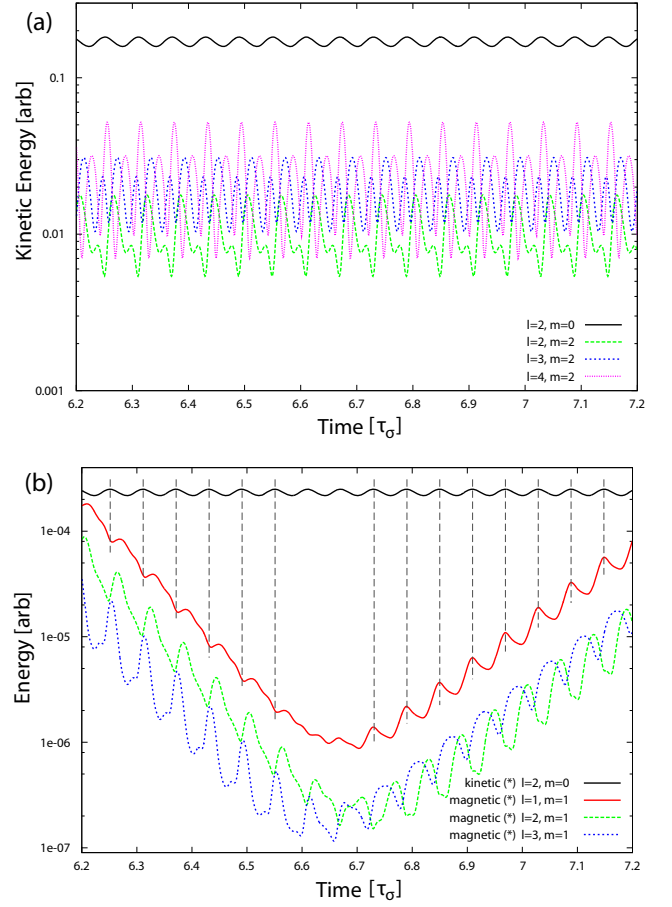 (a)
Kinetic Energy [arb]
0.1
0.01
0.001
l=2, m=0
l=2, m=2
l=3, m=2
l=4, m=2
6.2 6.3 6.4 6.5 6.6 6.7 6.8 6.9 7 7.1 7.2
Time [τσ]
(b)
Energy [arb]
1e-04
1e-05
1e-06
1e-07
kinetic (*) l=2, m=0
magnetic (*) l=1, m=1
magnetic (*) l=2, m=1
magnetic (*) l=3, m=1
6.2 6.3 6.4 6.5 6.6 6.7 6.8 6.9 7 7.1 7.2
Time [τσ]